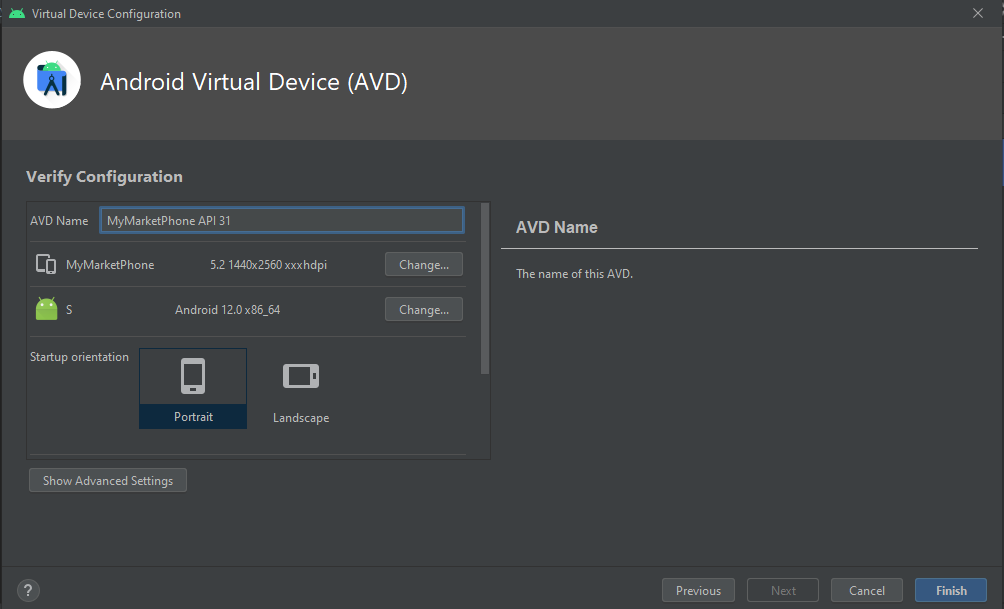 Virtual Device Configuration
Android Virtual Device (AVD)
Verify Configuration
AVD Name MyMarketPhone API 31
MyMarketPhone 5.2 1440x2560 xxxhdpi Change...
S Android 12.0 x86_64 Change...
Startup orientation
Portrait Landscape
Show Advanced Settings
AVD Name
The name of this AVD.
? Previous Next Cancel Finish